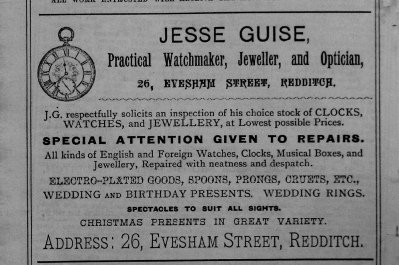 JESSE GUISE,
Practical Watchmaker, Jeweller, and Optician,
26, EVESHAM STREET, REDDITCH.
J.G. respectfully solicits an inspection of his choice stock of CLOCKS,
WATCHES, and JEWELLERY, at Lowest possible Prices.
SPECIAL ATTENTION GIVEN TO REPAIRS.
All kinds of English and Foreign Watches, Clocks, Musical Boxes, and
Jewellery, Repaired with neatness and despatch.
ELECTRO-PLATED GOODS, SPOONS, PRONGS, CRUETS, ETC.,
WEDDING AND BIRTHDAY PRESENTS. WEDDING RINGS.
SPECTACLES TO SUIT ALL SIGHTS.
CHRISTMAS PRESENTS IN GREAT VARIETY.
ADDRESS: 26, EVESHAM STREET, REDDITCH.